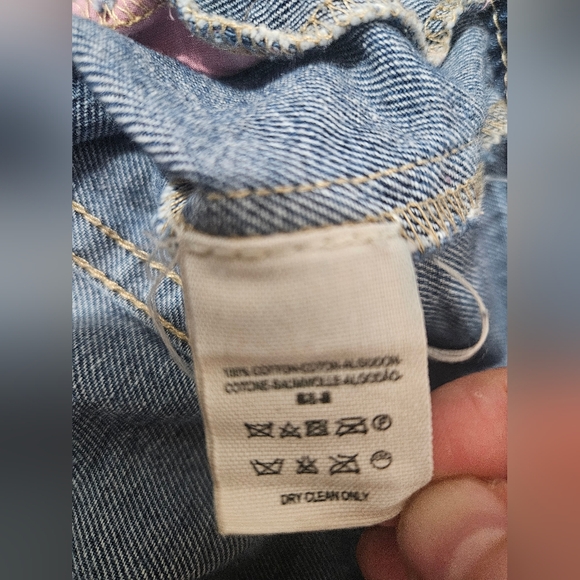 100% COTTON-COTON-ALGODON-
COTONE-BAUMWOLLE-ALGODÃO-
DRY CLEAN ONLY